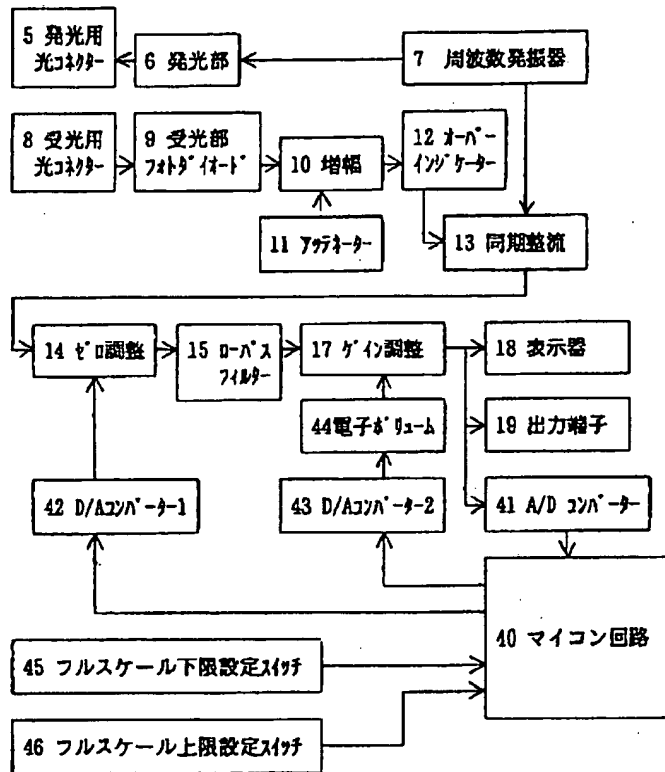 5 発光用
光コネクター
6 発光部
7 周波数発振器
8 受光用
光コネクター
9 受光部
フォトダイオード
10 増幅
12 オーバー
インジケーター
11 アッテネーター
13 同期整流
14 ゼロ調整
15 ローパス
フィルター
17 ゲイン調整
18 表示器
44電子ボリューム
19 出力端子
42 D/Aコンバーター1
43 D/Aコンバーター2
41 A/D コンバーター
40 マイコン回路
45 フルスケール下限設定スイッチ
46 フルスケール上限設定スイッチ